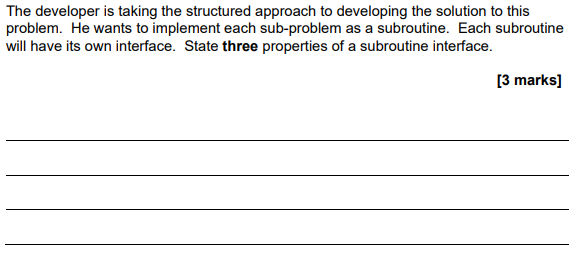 The developer is taking the structured approach to developing the solution to this
problem.  He wants to implement each sub-problem as a subroutine.  Each subroutine
will have its own interface.  State three properties of a subroutine interface.
[3 marks]